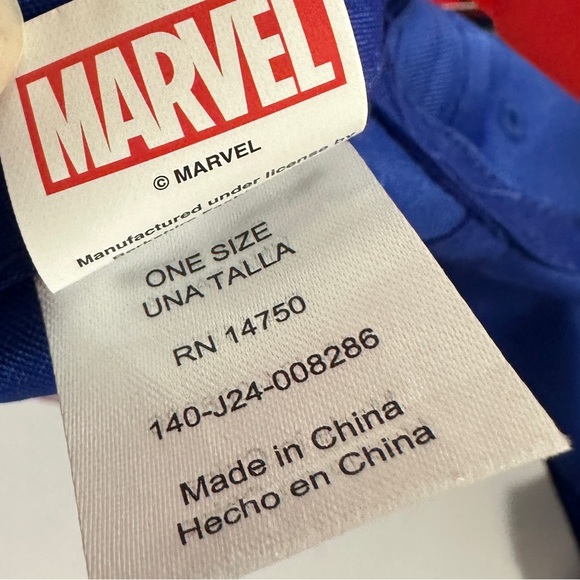 MARVEL
© MARVEL
Manufactured under license by
ONE SIZE
UNA TALLA
RN 14750
140-J24-008286
Made in China
Hecho en China